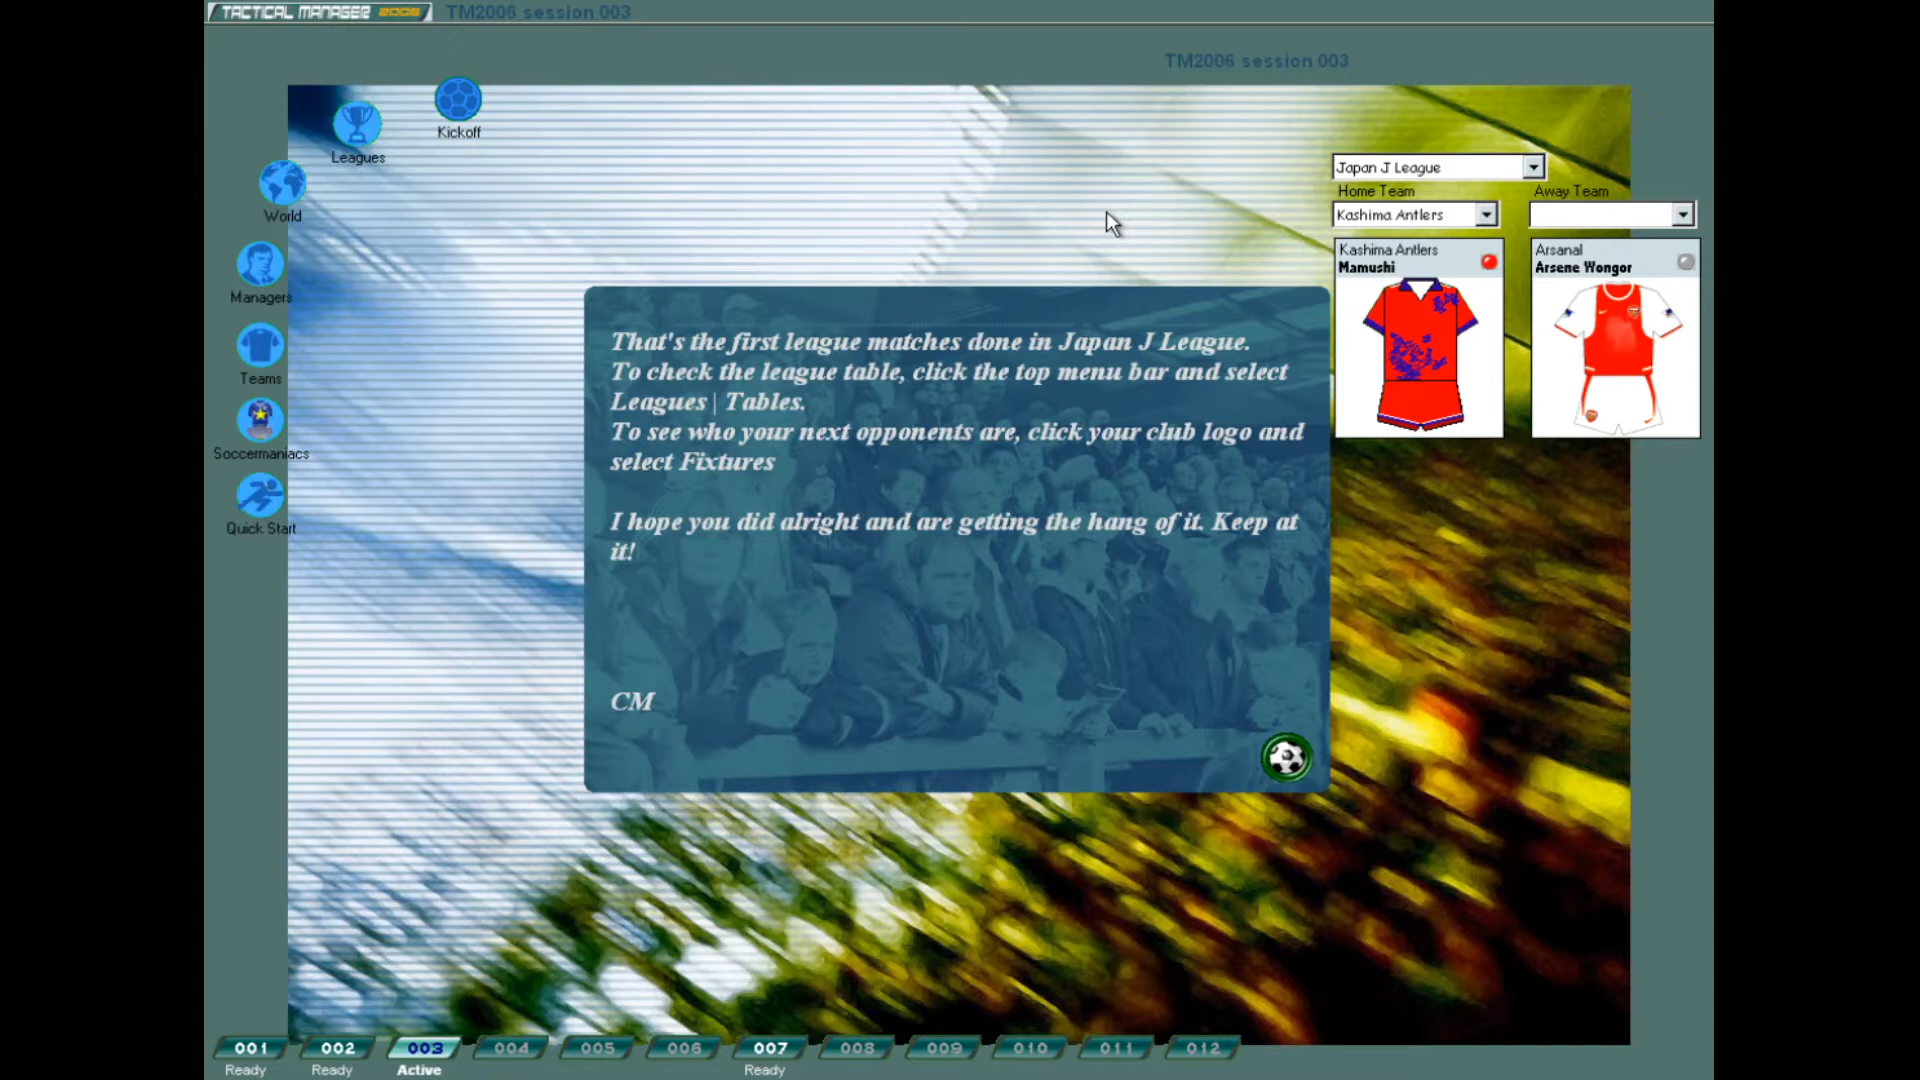 TACTICAL MANAGER 2006
TM2006 session 003
TM2006 session 003
Kickoff
Leagues
World
Managers
Teams
Soccermaniacs
Quick Start
Japan J League
Home Team
Away Team
Kashima Antlers
Kashima Antlers
Mamushi
Arsanal
Arsene Wongor
That's the first league matches done in Japan J League.
To check the league table, click the top menu bar and select
Leagues | Tables.
To see who your next opponents are, click your club logo and
select Fixtures
I hope you did alright and are getting the hang of it. Keep at
it!
CM
001
002
003
004
005
006
007
008
009
010
011
012
Ready
Ready
Active
Ready